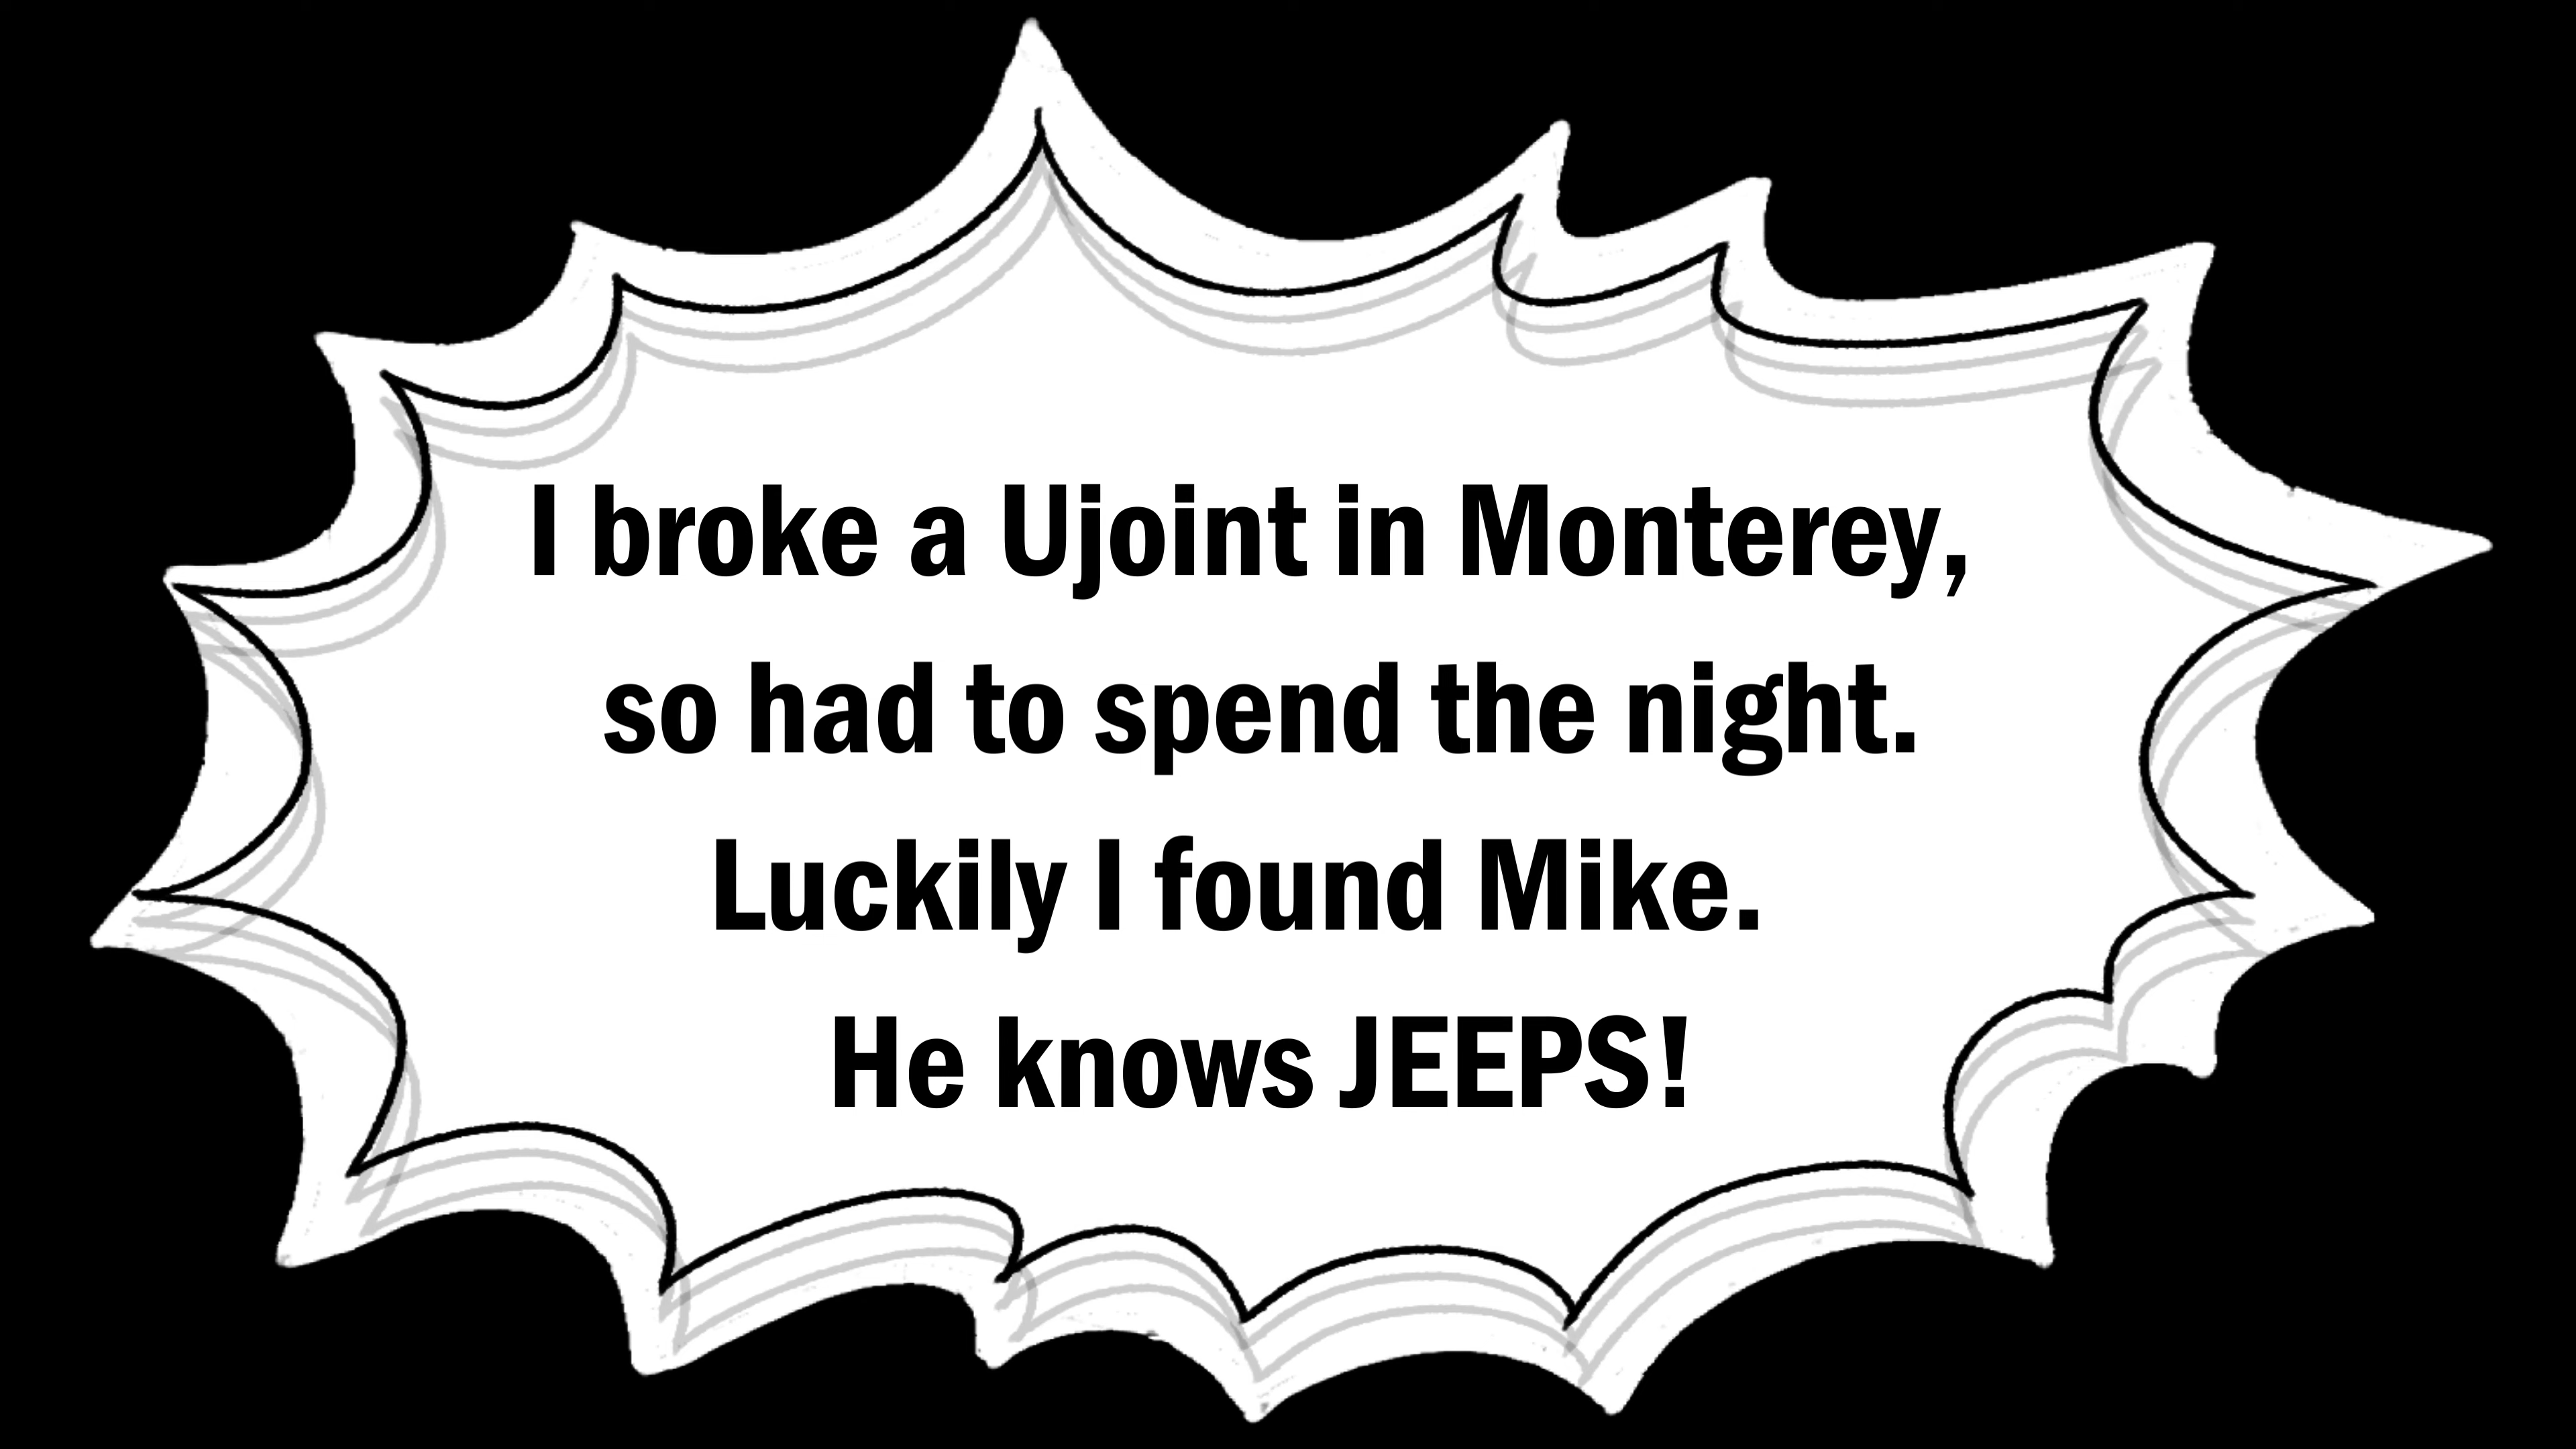 I broke a Ujoint in Monterey,
so had to spend the night.
Luckily I found Mike.
He knows JEEPS!